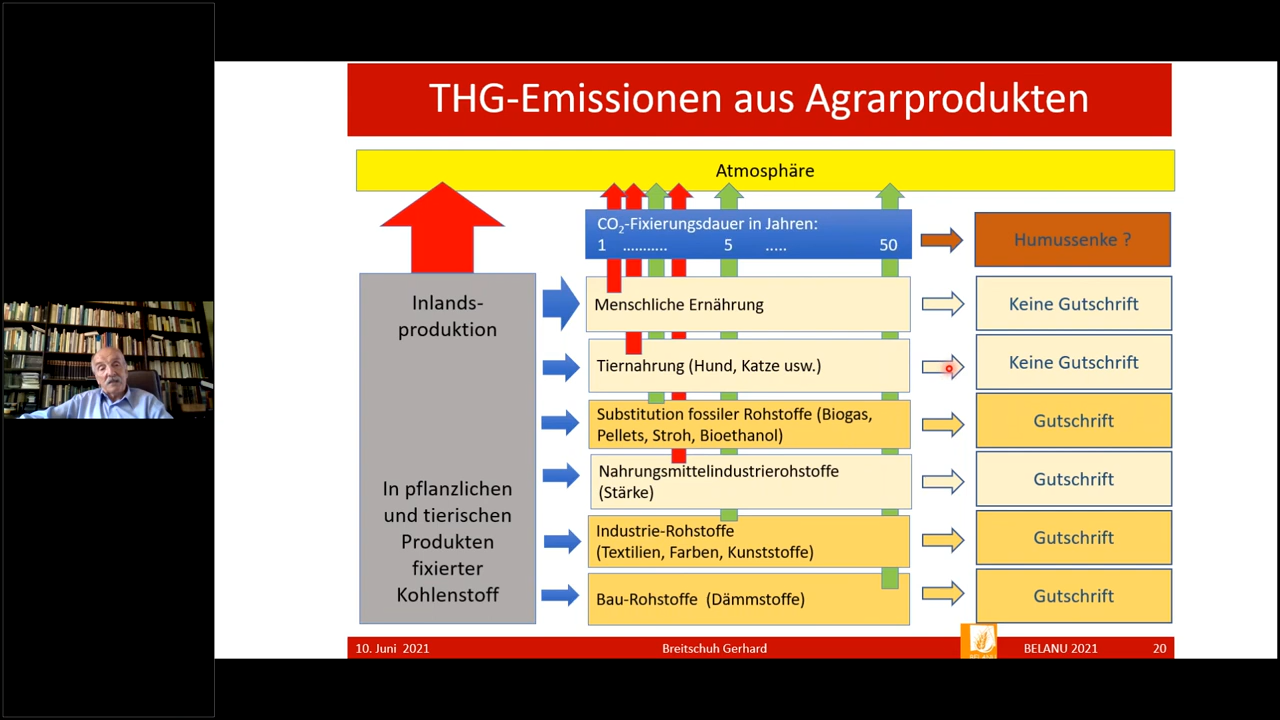 THG-Emissionen aus Agrarprodukten
Atmosphäre
CO₂-Fixierungsdauer in Jahren:
1 ........... 5 ..... 50
Humussenke ?
Inlands-
produktion
In pflanzlichen
und tierischen
Produkten
fixierter
Kohlenstoff
Menschliche Ernährung
Keine Gutschrift
Tiernahrung (Hund, Katze usw.)
Keine Gutschrift
Substitution fossiler Rohstoffe (Biogas,
Pellets, Stroh, Bioethanol)
Gutschrift
Nahrungsmittelindustrierohstoffe
(Stärke)
Gutschrift
Industrie-Rohstoffe
(Textilien, Farben, Kunststoffe)
Gutschrift
Bau-Rohstoffe (Dämmstoffe)
Gutschrift
10. Juni 2021
Breitschuh Gerhard
BELANU
BELANU 2021
20